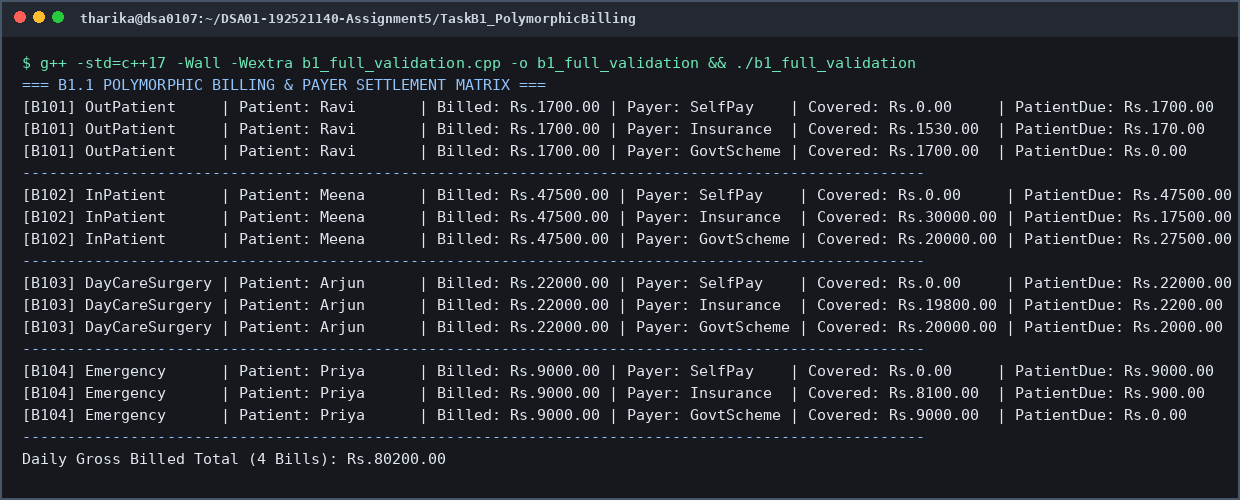 tharika@dsa0107:~/DSA01-192521140-Assignment5/TaskB1_PolymorphicBilling
$ g++ -std=c++17 -Wall -Wextra b1_full_validation.cpp -o b1_full_validation && ./b1_full_validation
=== B1.1 POLYMORPHIC BILLING & PAYER SETTLEMENT MATRIX ===
[B101] OutPatient     | Patient: Ravi       | Billed: Rs.1700.00 | Payer: SelfPay    | Covered: Rs.0.00     | PatientDue: Rs.1700.00
[B101] OutPatient     | Patient: Ravi       | Billed: Rs.1700.00 | Payer: Insurance  | Covered: Rs.1530.00  | PatientDue: Rs.170.00
[B101] OutPatient     | Patient: Ravi       | Billed: Rs.1700.00 | Payer: GovtScheme | Covered: Rs.1700.00  | PatientDue: Rs.0.00
----------------------------------------------------------------------------------------------------
[B102] InPatient      | Patient: Meena      | Billed: Rs.47500.00 | Payer: SelfPay    | Covered: Rs.0.00     | PatientDue: Rs.47500.00
[B102] InPatient      | Patient: Meena      | Billed: Rs.47500.00 | Payer: Insurance  | Covered: Rs.30000.00 | PatientDue: Rs.17500.00
[B102] InPatient      | Patient: Meena      | Billed: Rs.47500.00 | Payer: GovtScheme | Covered: Rs.20000.00 | PatientDue: Rs.27500.00
----------------------------------------------------------------------------------------------------
[B103] DayCareSurgery | Patient: Arjun      | Billed: Rs.22000.00 | Payer: SelfPay    | Covered: Rs.0.00     | PatientDue: Rs.22000.00
[B103] DayCareSurgery | Patient: Arjun      | Billed: Rs.22000.00 | Payer: Insurance  | Covered: Rs.19800.00 | PatientDue: Rs.2200.00
[B103] DayCareSurgery | Patient: Arjun      | Billed: Rs.22000.00 | Payer: GovtScheme | Covered: Rs.20000.00 | PatientDue: Rs.2000.00
----------------------------------------------------------------------------------------------------
[B104] Emergency      | Patient: Priya      | Billed: Rs.9000.00 | Payer: SelfPay    | Covered: Rs.0.00     | PatientDue: Rs.9000.00
[B104] Emergency      | Patient: Priya      | Billed: Rs.9000.00 | Payer: Insurance  | Covered: Rs.8100.00  | PatientDue: Rs.900.00
[B104] Emergency      | Patient: Priya      | Billed: Rs.9000.00 | Payer: GovtScheme | Covered: Rs.9000.00  | PatientDue: Rs.0.00
----------------------------------------------------------------------------------------------------
Daily Gross Billed Total (4 Bills): Rs.80200.00